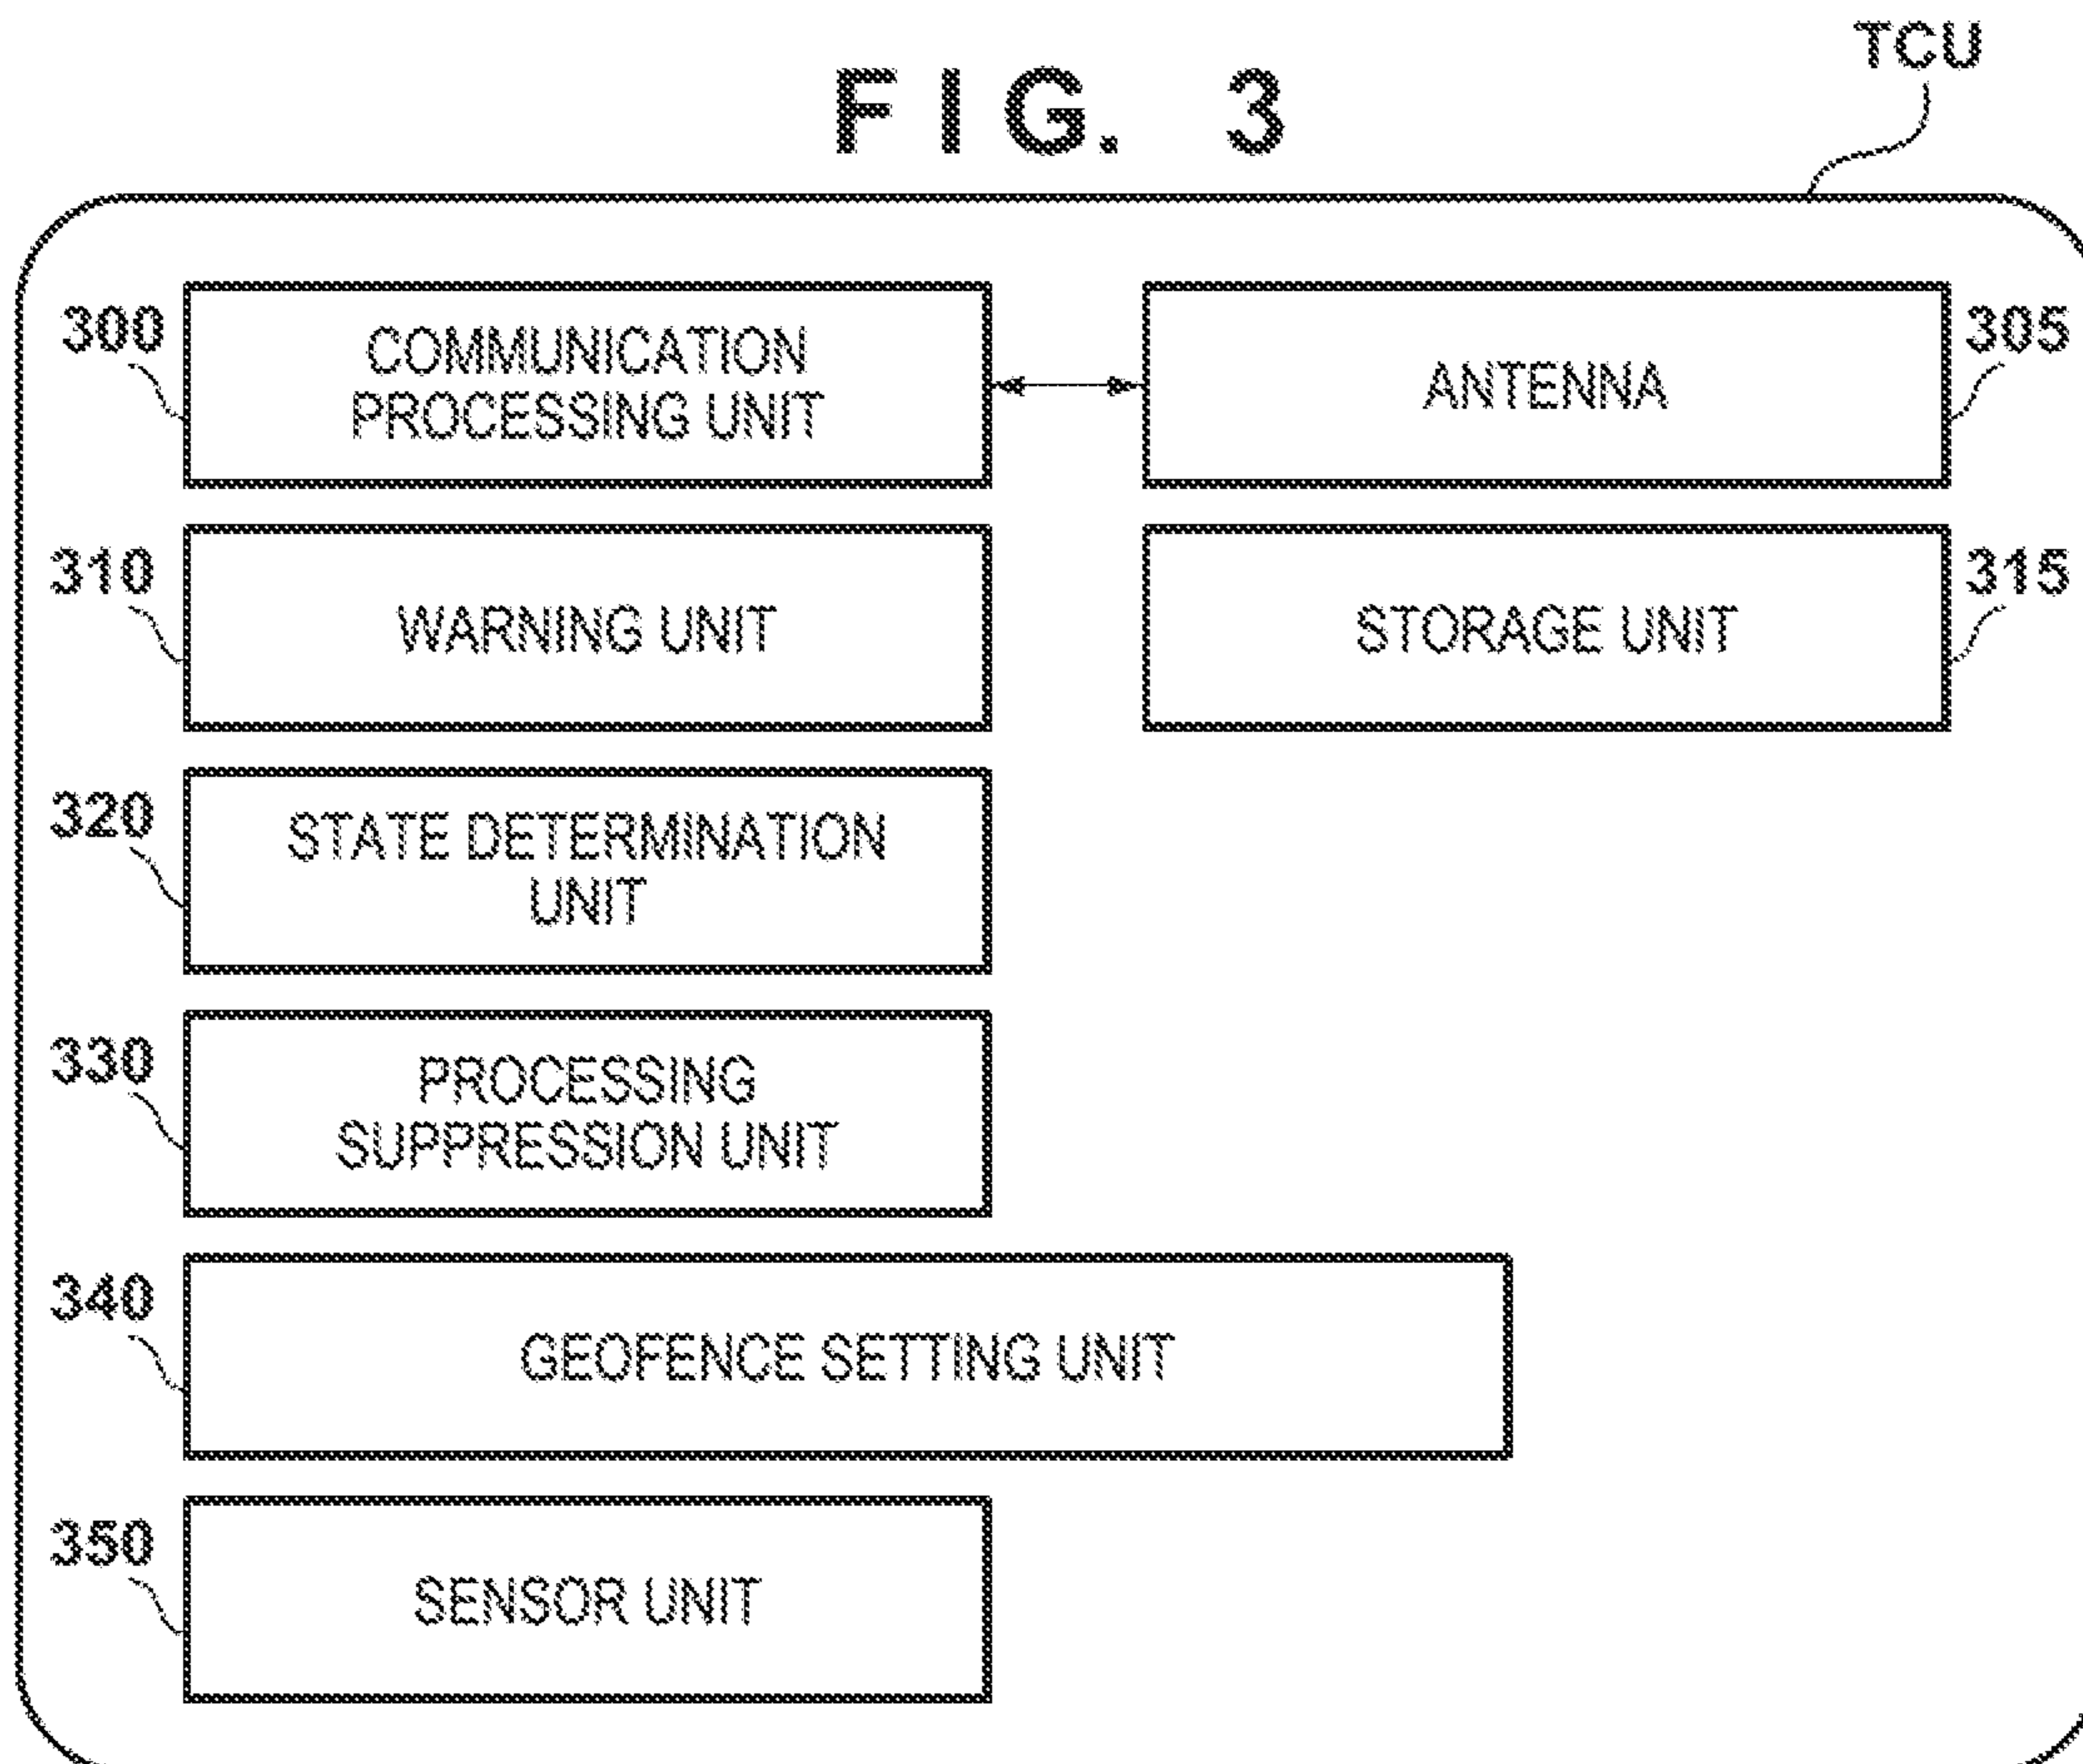 TCU
FIG. 3
300
COMMUNICATION
PROCESSING UNIT
ANTENNA
305
310
WARNING UNIT
STORAGE UNIT
315
320
STATE DETERMINATION
UNIT
330
PROCESSING
SUPPRESSION UNIT
340
GEOFENCE SETTING UNIT
350
SENSOR UNIT